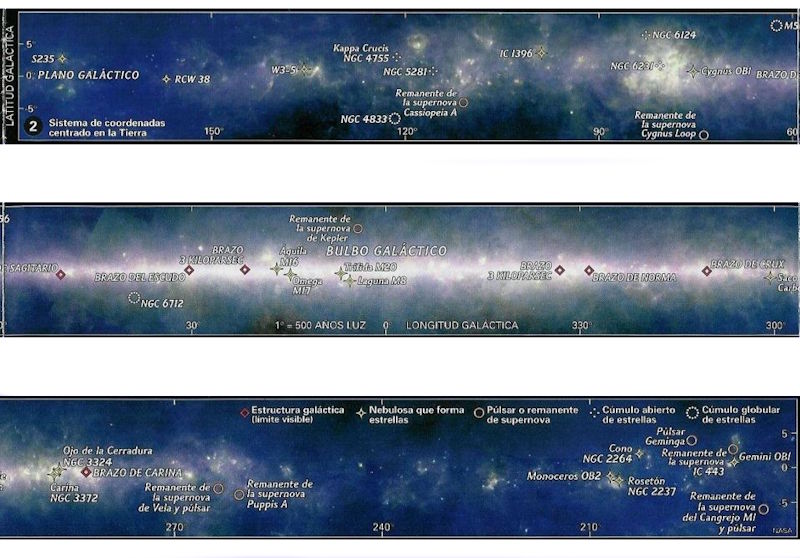 LATITUD GALÁCTICA
5°
0°
-5°
S235
PLANO GALÁCTICO
RCW 38
W3-5
Kappa Crucis
NGC 4755
NGC 5281
Remanente de
la supernova
Cassiopeia A
NGC 4833
IC 1396
NGC 6124
NGC 6231
Cygnus OB1
Remanente de
la supernova
Cygnus Loop
M5
BRAZO D
2
Sistema de coordenadas
centrado en la Tierra
150°
120°
90°
60
56
DE SAGITARIO
BRAZO DEL ESCUDO
NGC 6712
BRAZO
3 KILOPARSEC
Águila
M16
Omega
M17
Remanente de
la supernova
de Kepler
BULBO GALÁCTICO
Trífida M20
Laguna M8
BRAZO
3 KILOPARSEC
BRAZO DE NORMA
BRAZO DE CRUX
Saco
Carbo
0°
30°
1° = 500 AÑOS LUZ
0
LONGITUD GALÁCTICA
330°
300°
Estructura galáctica
(límite visible)
Nebulosa que forma
estrellas
Púlsar o remanente
de supernova
Cúmulo abierto
de estrellas
Cúmulo globular
de estrellas
Ojo de la Cerradura
NGC 3324
BRAZO DE CARINA
Carina
NGC 3372
Remanente de
la supernova
de Vela y púlsar
Remanente de
la supernova
Puppis A
Monoceros OB2
Cono
NGC 2264
Rosetón
NGC 2237
Púlsar
Geminga
Remanente de
la supernova
IC 443
Gemini OB1
Remanente de
la supernova
del Cangrejo M1
y púlsar
5
0
-5
270°
240°
210°
NASA